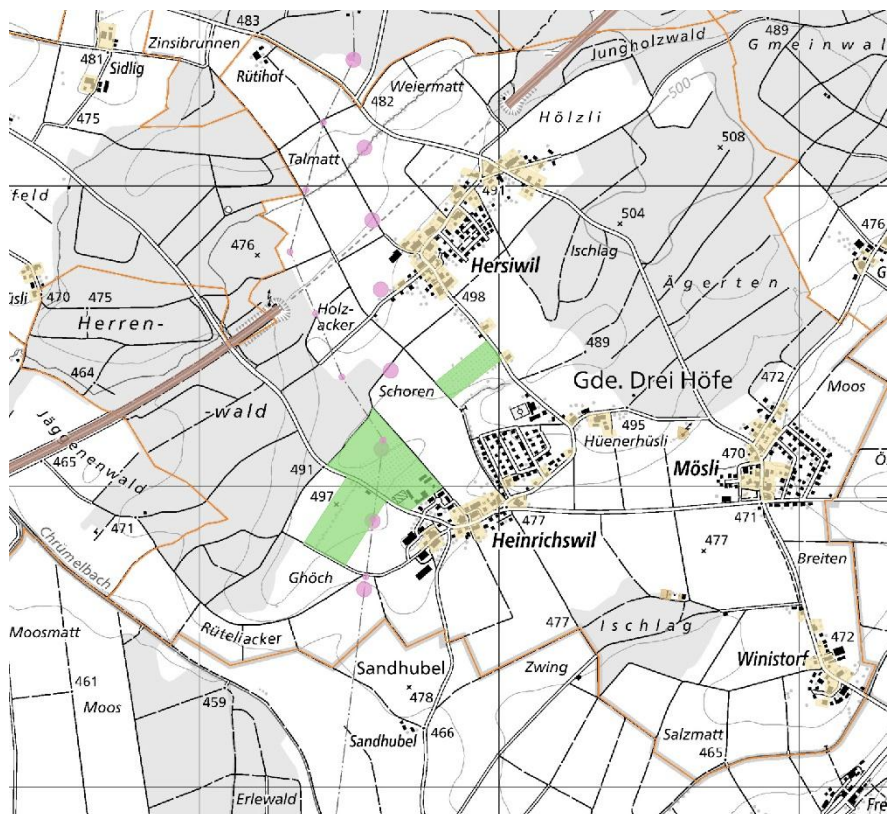 483
489
Zinsibrunnen
Jungholzwald
Gmeinwal
481
Sidlig
Rütihof
Weiermatt
500
482
475
Hölzli
508
Talmatt
feld
491
504
476
476
Ischlag
G
Hersiwil
üsli
470
475
Ägerten
498
Herren-
Holz-
acker
489
464
Schoren
Gde. Drei Höfe
472
Moos
-wald
495
Hüenerhüsli
Jäggenenwald
465
491
470
Ö
Mösli
497
471
477
471
Heinrichswil
477
Chrümelbach
Breiten
Ghöch
Moosmatt
Rüteliacker
477
Ischlag
472
Sandhubel
Zwing
Winistorf
461
478
Moos
459
466
Sandhubel
Salzmatt
465
Erlewald
Fre